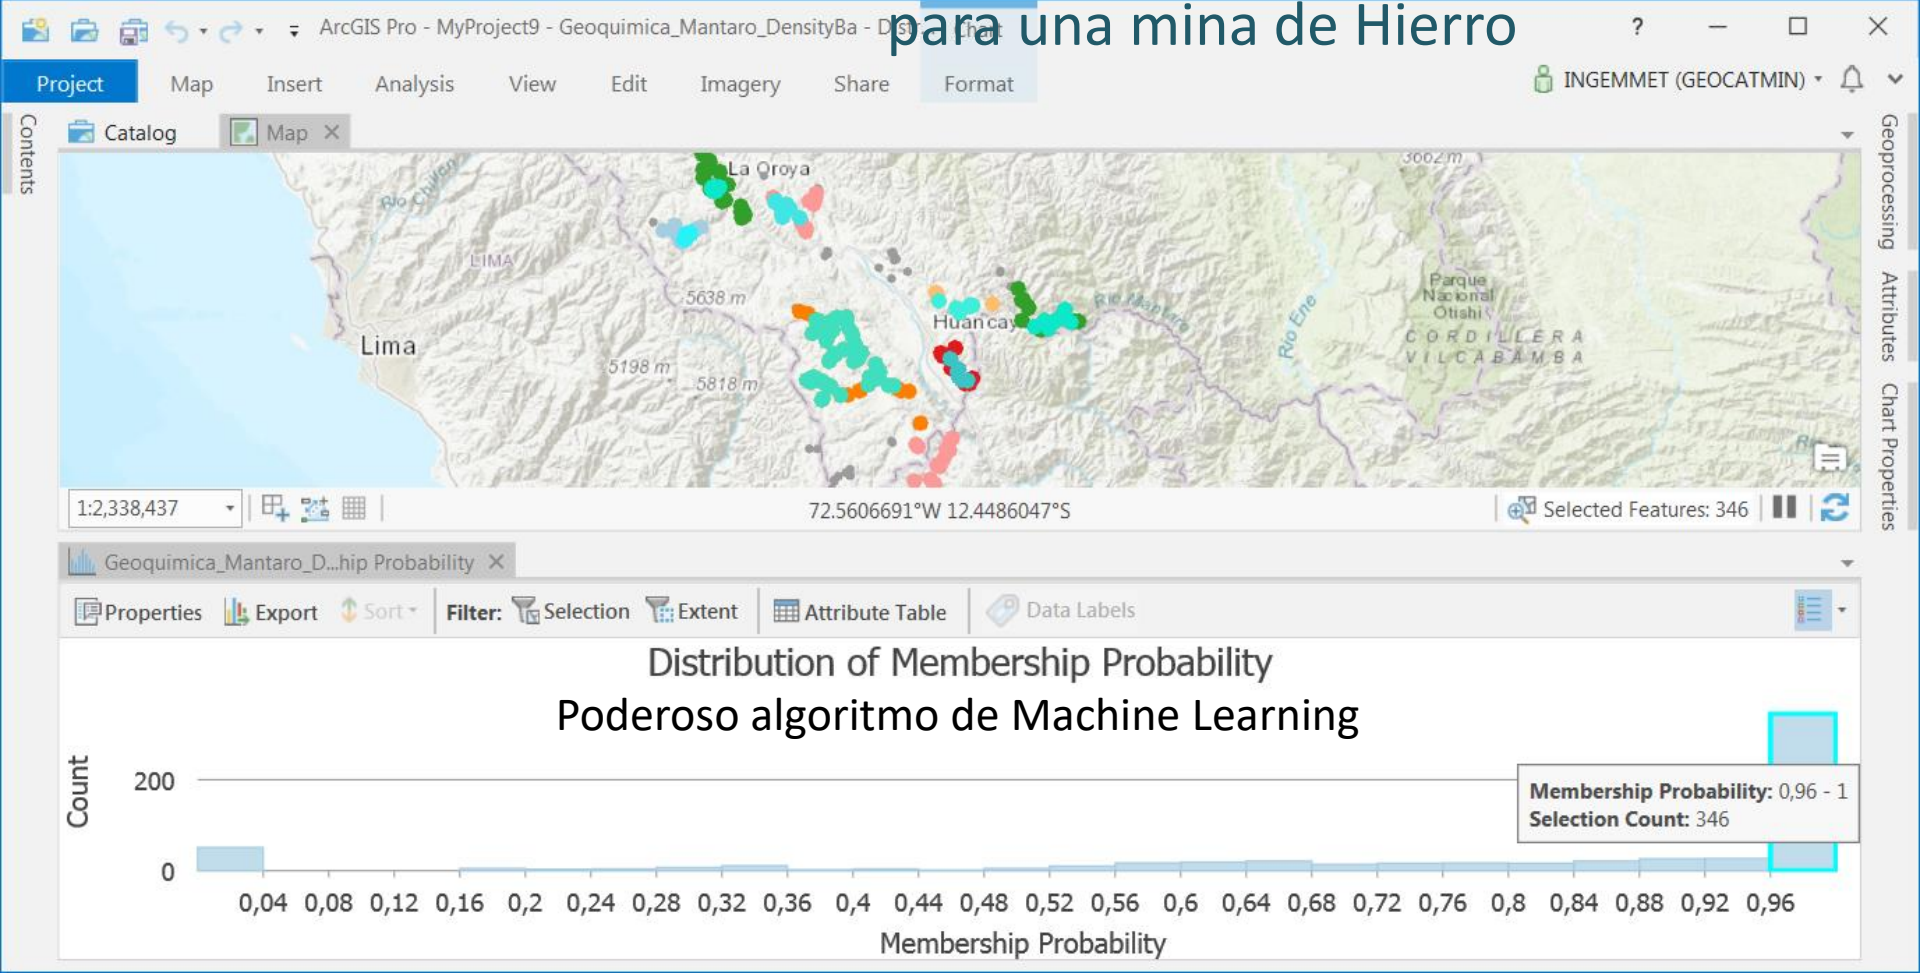 para una mina de Hierro
ArcGIS Pro - MyProject9 - Geoquimica_Mantaro_DensityBa - Distr... Chart
?
Project Map Insert Analysis View Edit Imagery Share Format
INGEMMET (GEOCATMIN)
Contents
Catalog
Map
Geoprocessing
Attributes
Chart Properties
La Oroya
3662 m
LIMA
5638 m
Rio Mantaro
Rio Ene
Parque
Nacional
Otishi
Huancay
CORDILLERA
VILCABAMBA
Lima
5198 m
5818 m
1:2,338,437
72.5606691°W 12.4486047°S
Selected Features: 346
Geoquimica_Mantaro_D...hip Probability
Properties Export Sort Filter: Selection Extent Attribute Table Data Labels
Distribution of Membership Probability
Poderoso algoritmo de Machine Learning
Count
200
0
Membership Probability: 0,96 - 1
Selection Count: 346
0,04 0,08 0,12 0,16 0,2 0,24 0,28 0,32 0,36 0,4 0,44 0,48 0,52 0,56 0,6 0,64 0,68 0,72 0,76 0,8 0,84 0,88 0,92 0,96
Membership Probability